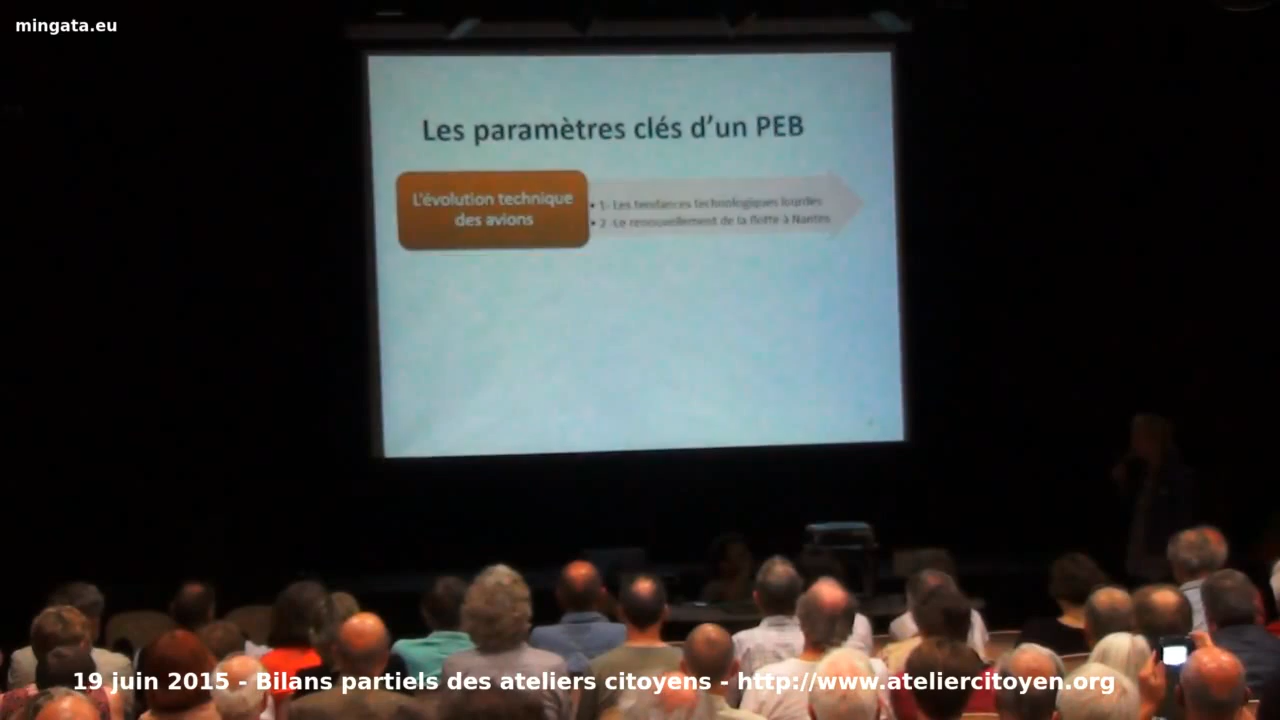 mingata.eu
Les paramètres clés d'un PEB
L'évolution technique
des avions
• 1- Les tendances technologiques lourdes
• 2 -Le renouvellement de la flotte à Nantes
19 juin 2015 - Bilans partiels des ateliers citoyens - http://www.ateliercitoyen.org